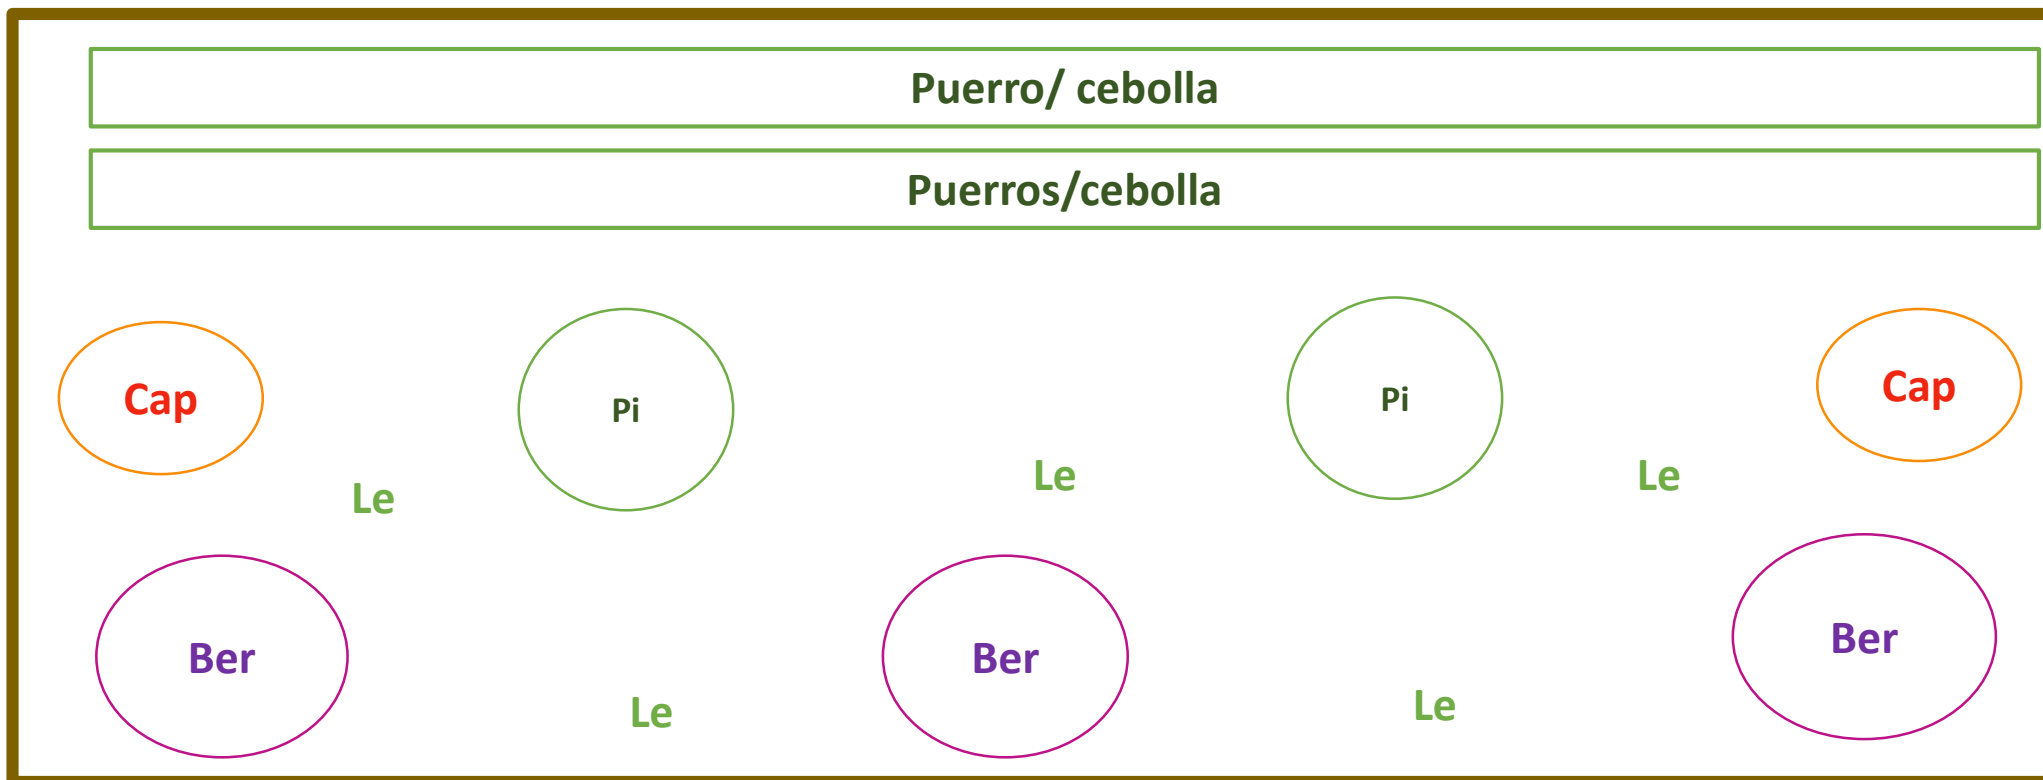 Puerro/ cebolla
Puerros/cebolla
Cap
Pi
Pi
Cap
Le
Le
Le
Ber
Ber
Ber
Le
Le